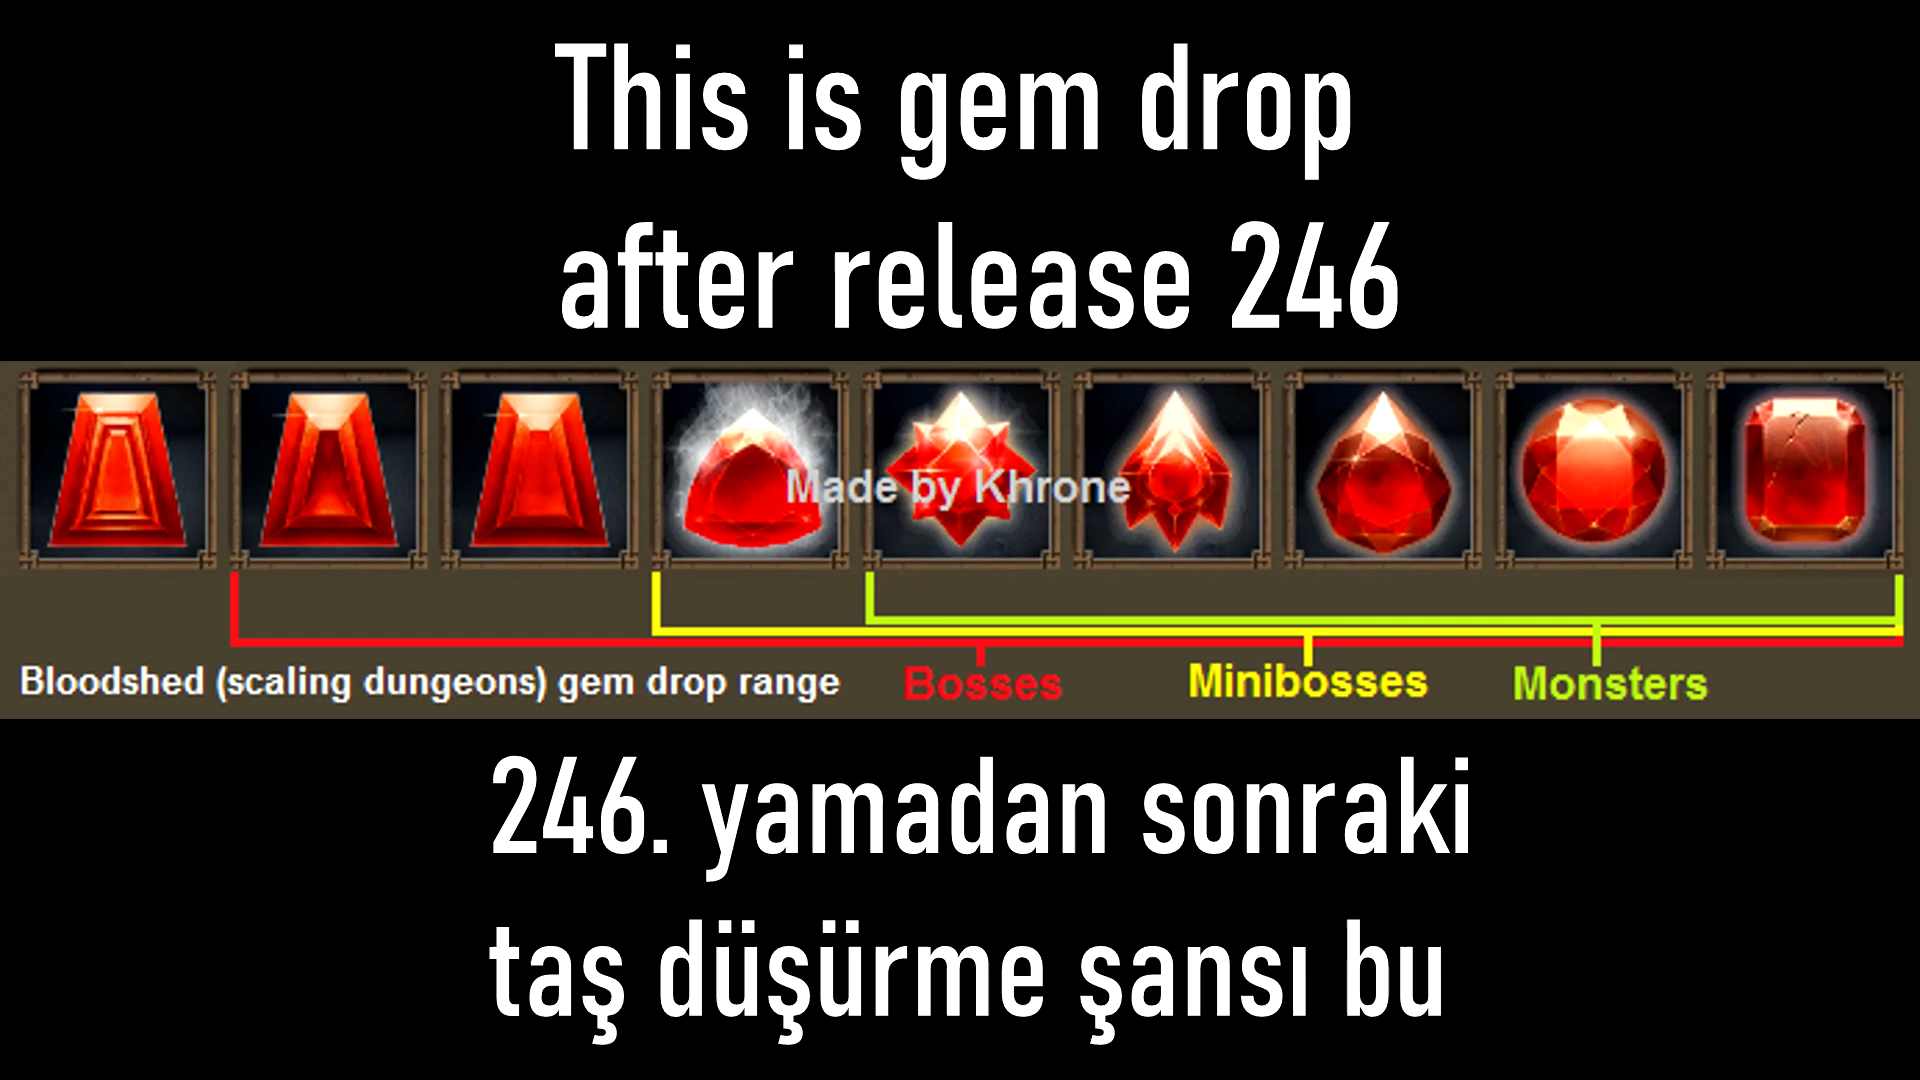 This is gem drop
after release 246
Made by Khrone
Bloodshed (scaling dungeons) gem drop range
Bosses
Minibosses
Monsters
246. yamadan sonraki
taş düşürme şansı bu